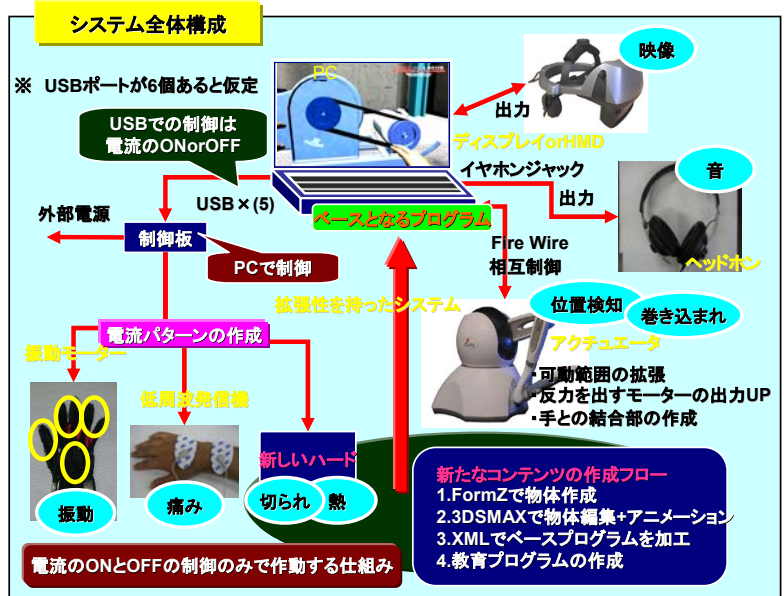 システム全体構成
※ USBポートが6個あると仮定
PC
映像
出力
ディスプレイorHMD
USBでの制御は
電流のONorOFF
イヤホンジャック
音
出力
ヘッドホン
USB×(5)
ベースとなるプログラム
外部電源
制御板
PCで制御
Fire Wire
相互制御
拡張性を持ったシステム
位置検知
巻き込まれ
アクチュエータ
・可動範囲の拡張
・反力を出すモーターの出力UP
・手との結合部の作成
電流パターンの作成
振動モーター
低周波発信機
新しいハード
振動
痛み
切られ
熱
新たなコンテンツの作成フロー
1.FormZで物体作成
2.3DSMAXで物体編集+アニメーション
3.XMLでベースプログラムを加工
4.教育プログラムの作成
電流のONとOFFの制御のみで作動する仕組み